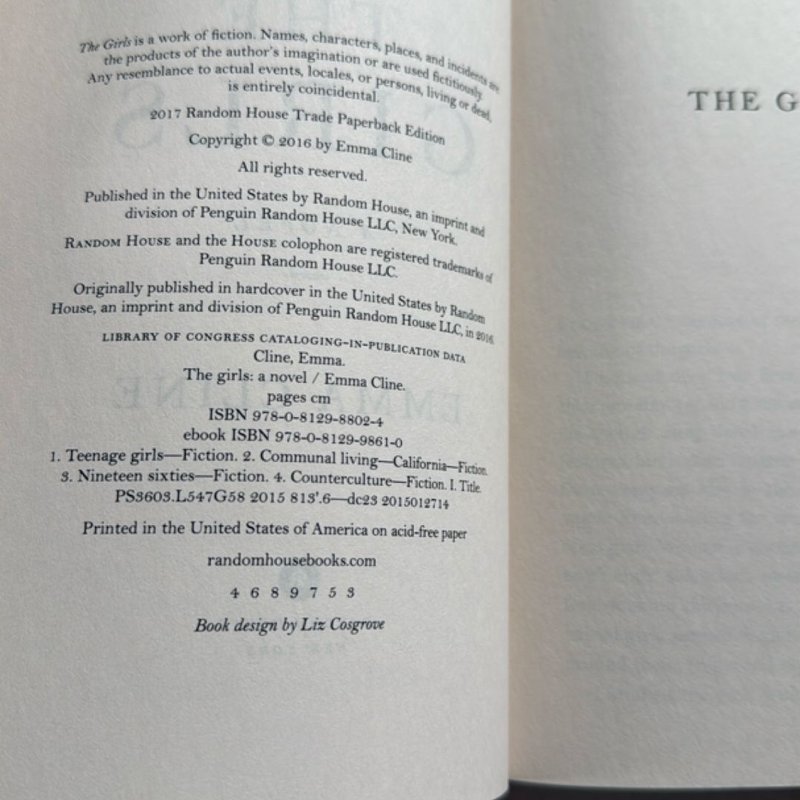 The Girls is a work of fiction. Names, characters, places, and incidents are
the products of the author's imagination or are used fictitiously.
Any resemblance to actual events, locales, or persons, living or dead,
is entirely coincidental.
2017 Random House Trade Paperback Edition
Copyright © 2016 by Emma Cline
All rights reserved.
Published in the United States by Random House, an imprint and
division of Penguin Random House LLC, New York.
RANDOM HOUSE and the HOUSE colophon are registered trademarks of
Penguin Random House LLC.
Originally published in hardcover in the United States by Random
House, an imprint and division of Penguin Random House LLC, in 2016.
LIBRARY OF CONGRESS CATALOGING-IN-PUBLICATION DATA
Cline, Emma.
The girls: a novel / Emma Cline.
pages cm
ISBN 978-0-8129-8802-4
ebook ISBN 978-0-8129-9861-0
1. Teenage girls—Fiction. 2. Communal living—California—Fiction.
3. Nineteen sixties—Fiction. 4. Counterculture—Fiction. I. Title.
PS3603.L547G58 2015 813'.6—dc23 2015012714
Printed in the United States of America on acid-free paper
randomhousebooks.com
4 6 8 9 7 5 3
Book design by Liz Cosgrove
THE G